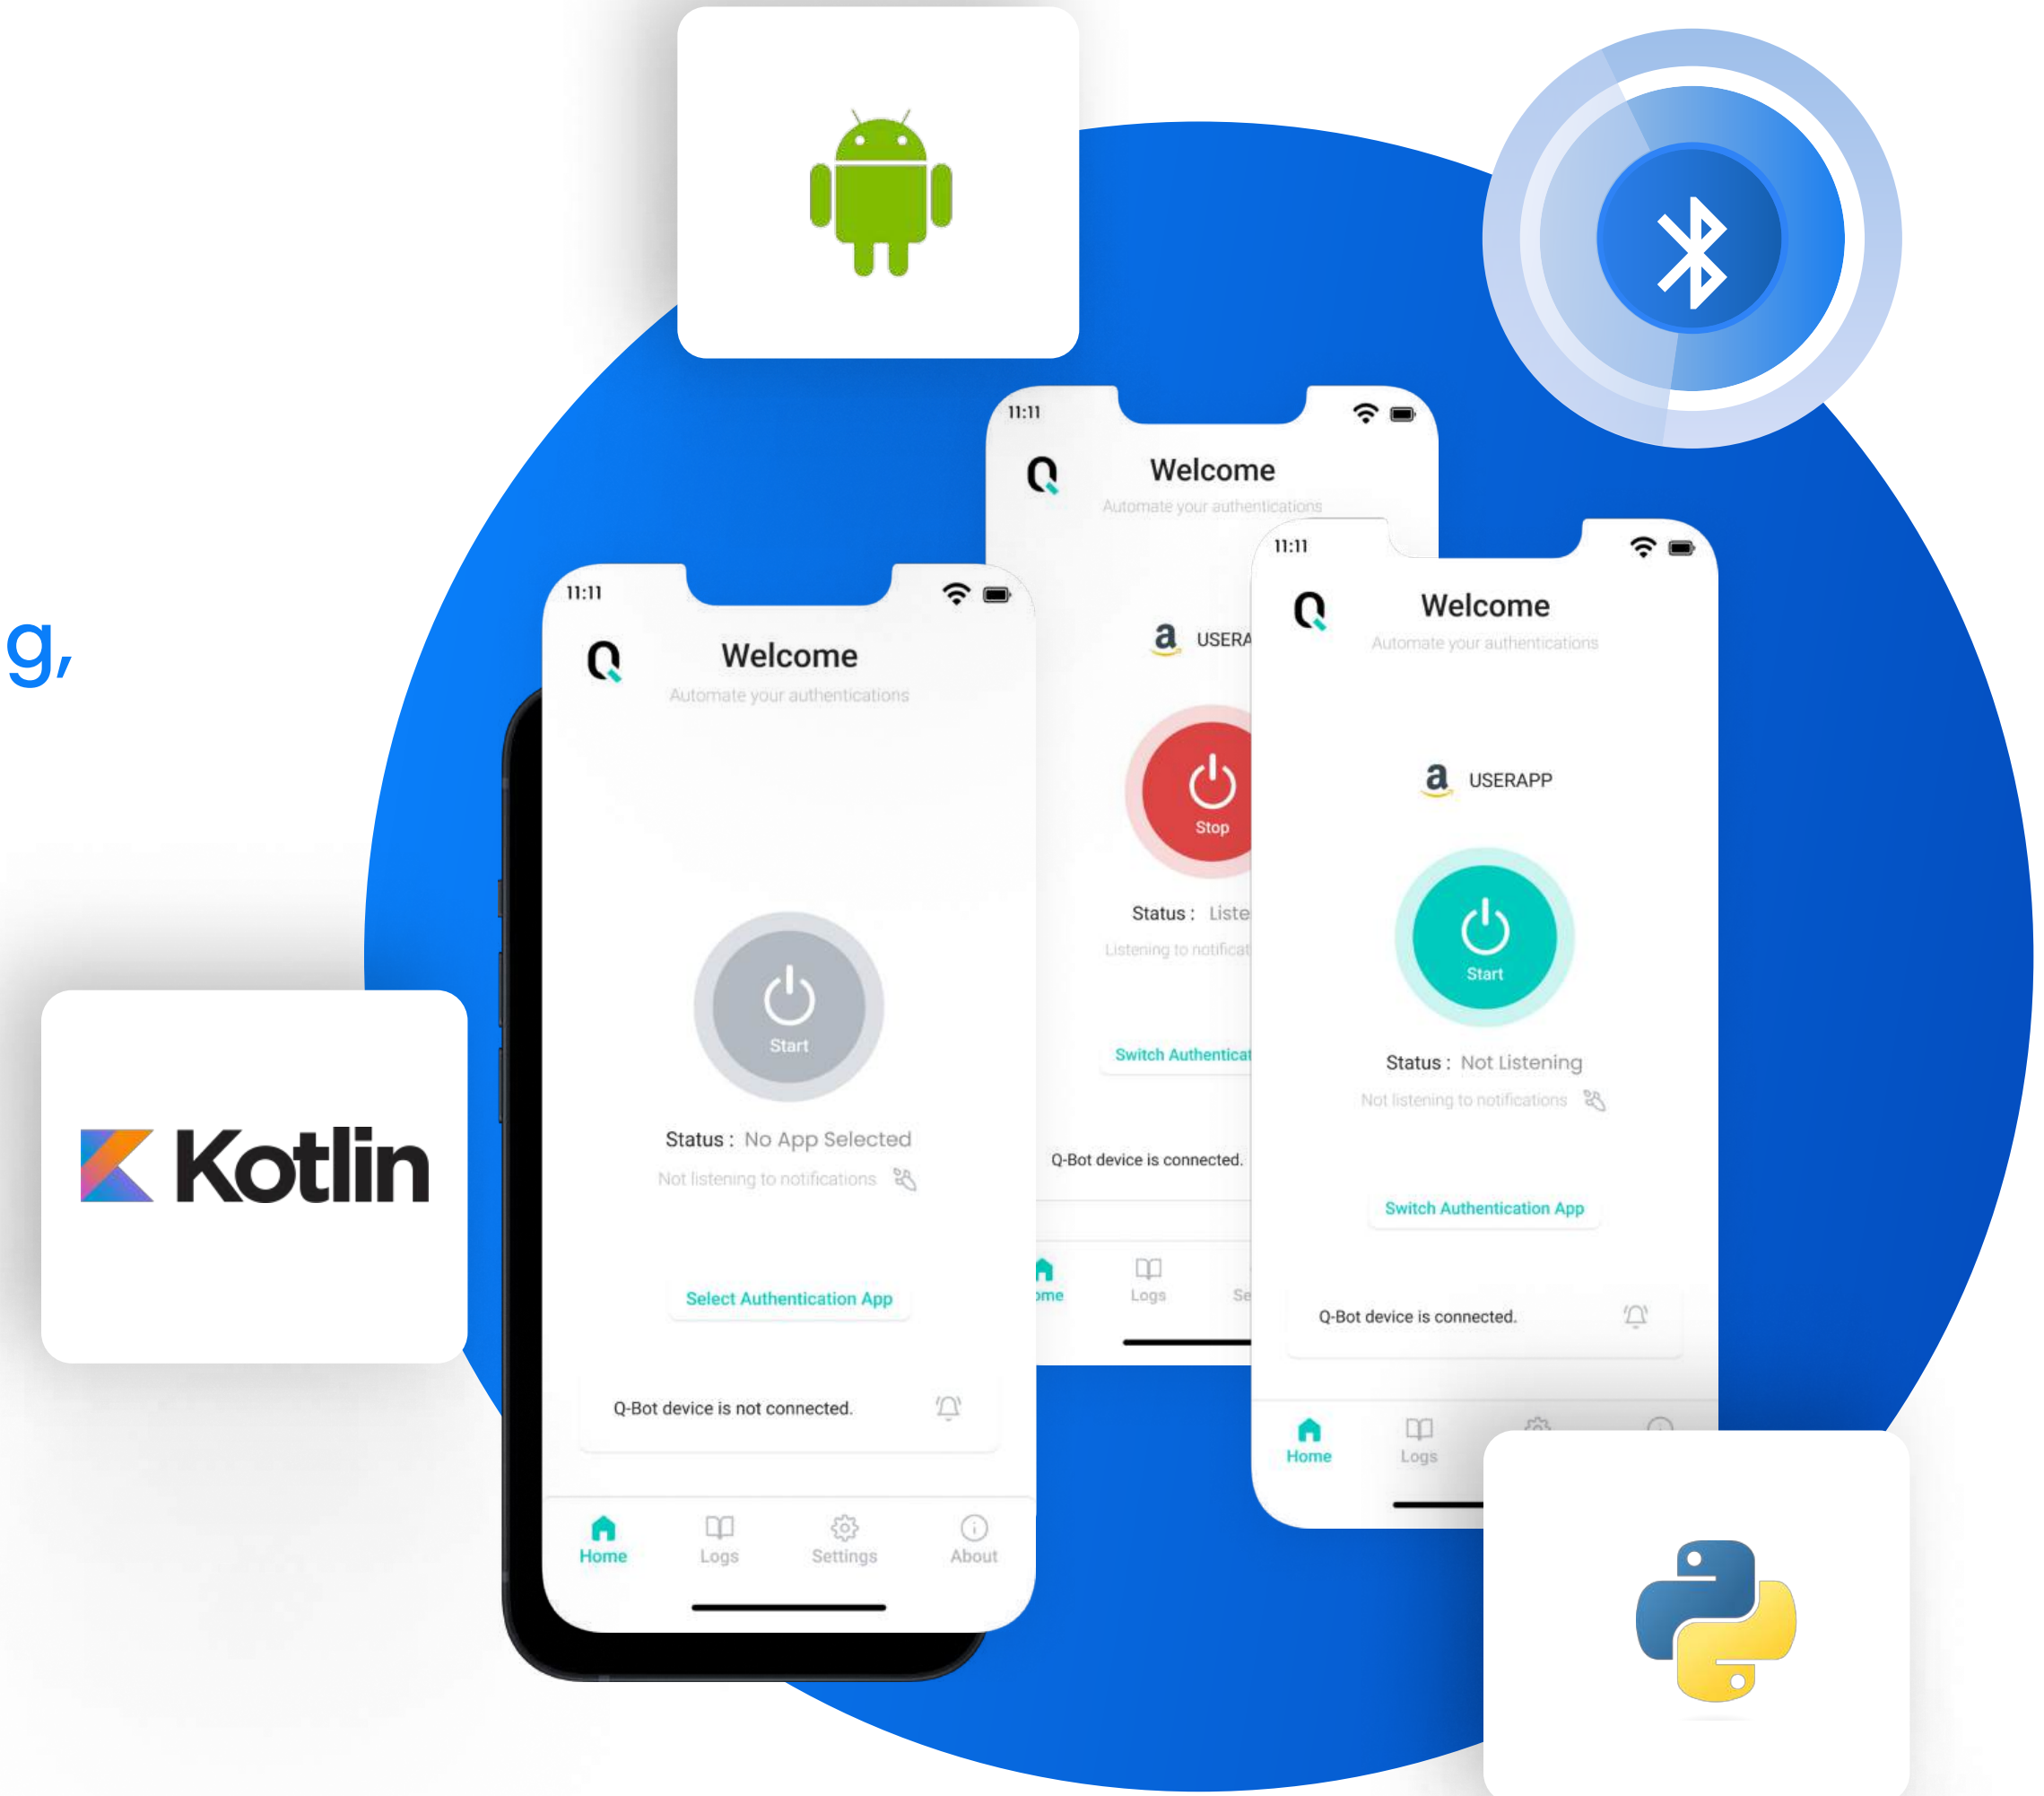 g,
Kotlin
11:11
Welcome
Automate your authentications
Start
Status : No App Selected
Not listening to notifications
Select Authentication App
Q-Bot device is not connected.
Home Logs Settings About
11:11
Welcome
Automate your authentications
a USERA
Stop
Status : Liste
Listening to notificat
Switch Authenticat
Q-Bot device is connected.
ome Logs Se
11:11
Welcome
Automate your authentications
a USERAPP
Start
Status : Not Listening
Not listening to notifications
Switch Authentication App
Q-Bot device is connected.
Home Logs